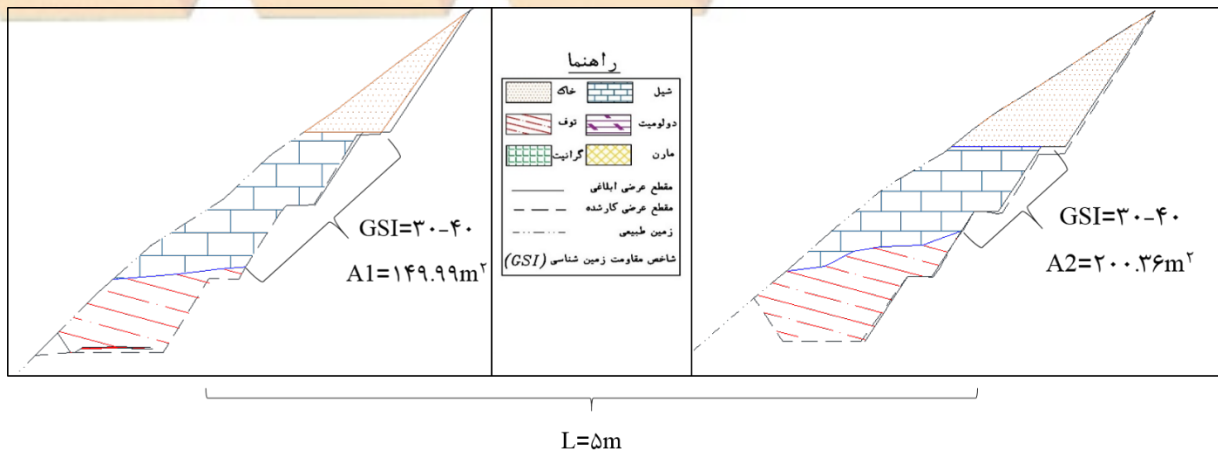 راهنما
خاک
شیل
توف
دولومیت
گرانیت
مارن
مقطع عرضی ابلاغی
مقطع عرضی کارشده
زمین طبیعی
شاخص مقاومت زمین شناسی (GSI)
GSI=۳۰-۴۰
A1=۱۴۹.۹۹m۲
GSI=۳۰-۴۰
A2=۲۰۰.۳۶m۲
L=۵m